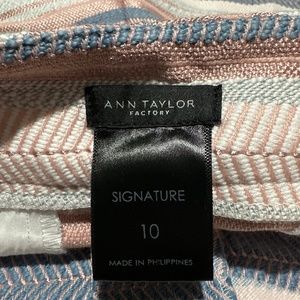 ANN TAYLOR
FACTORY
SIGNATURE
10
MADE IN PHILIPPINES